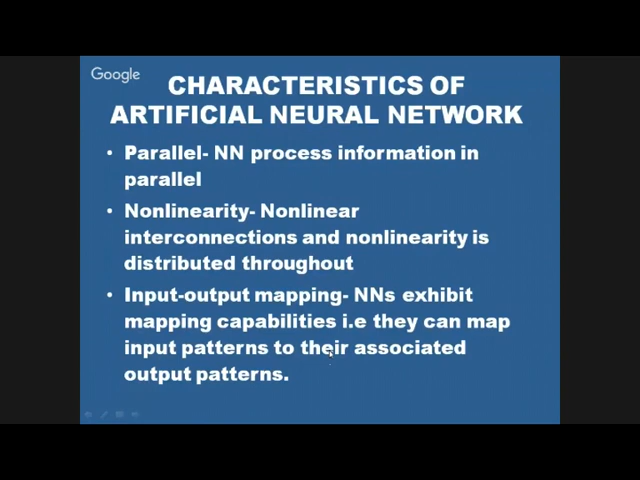 Google
CHARACTERISTICS OF
ARTIFICIAL NEURAL NETWORK
• Parallel- NN process information in
parallel
• Nonlinearity- Nonlinear
interconnections and nonlinearity is
distributed throughout
• Input-output mapping- NNs exhibit
mapping capabilities i.e they can map
input patterns to their associated
output patterns.